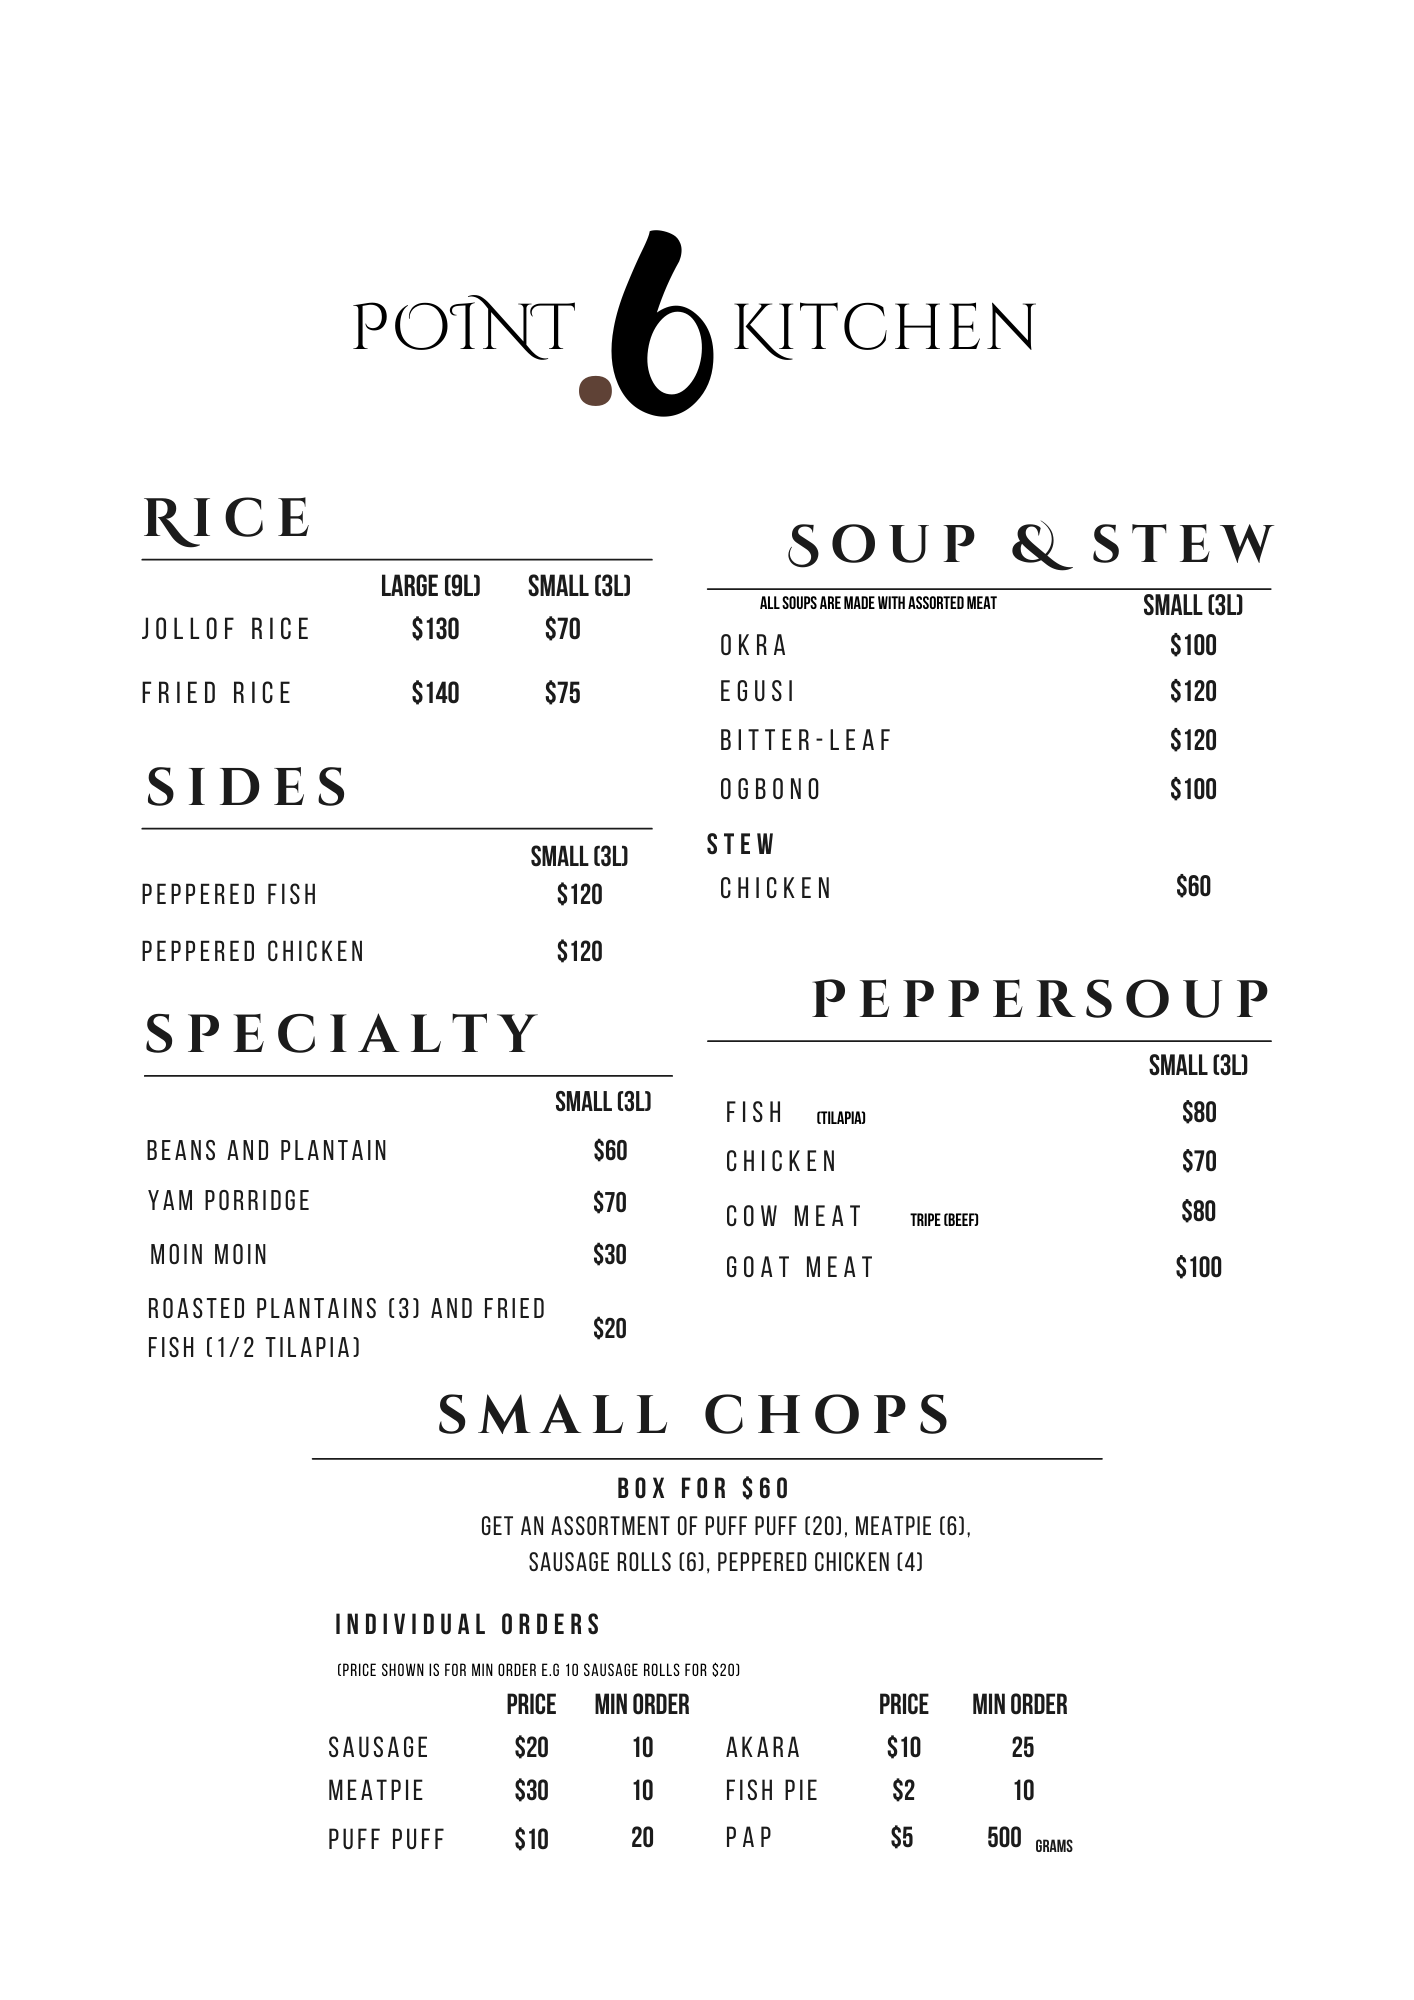 POINT .6 KITCHEN
RICE
LARGE (9L) SMALL (3L)
JOLLOF RICE $130 $70
FRIED RICE $140 $75
SIDES
SMALL (3L)
PEPPERED FISH $120
PEPPERED CHICKEN $120
SPECIALTY
SMALL (3L)
BEANS AND PLANTAIN $60
YAM PORRIDGE $70
MOIN MOIN $30
ROASTED PLANTAINS (3) AND FRIED
FISH (1/2 TILAPIA) $20
SOUP & STEW
ALL SOUPS ARE MADE WITH ASSORTED MEAT SMALL (3L)
OKRA $100
EGUSI $120
BITTER-LEAF $120
OGBONO $100
STEW
CHICKEN $60
PEPPERSOUP
SMALL (3L)
FISH (TILAPIA) $80
CHICKEN $70
COW MEAT TRIPE (BEEF) $80
GOAT MEAT $100
SMALL CHOPS
BOX FOR $60
GET AN ASSORTMENT OF PUFF PUFF (20), MEATPIE (6),
SAUSAGE ROLLS (6), PEPPERED CHICKEN (4)
INDIVIDUAL ORDERS
(PRICE SHOWN IS FOR MIN ORDER E.G 10 SAUSAGE ROLLS FOR $20)
PRICE MIN ORDER PRICE MIN ORDER
SAUSAGE $20 10 AKARA $10 25
MEATPIE $30 10 FISH PIE $2 10
PUFF PUFF $10 20 PAP $5 500 GRAMS